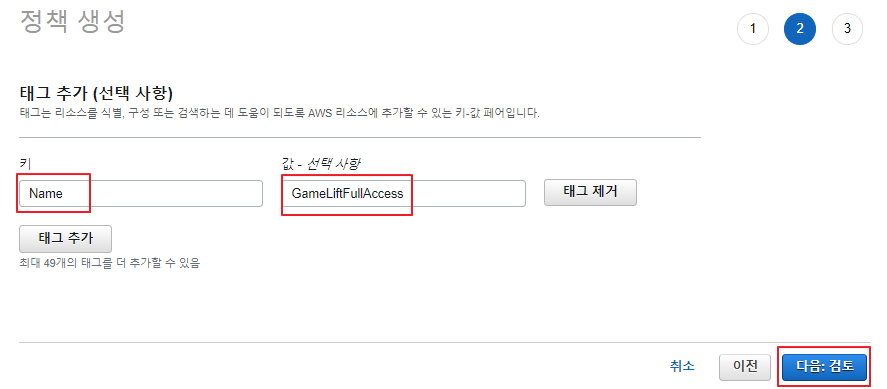 정책 생성
1 2 3
태그 추가 (선택 사항)
태그는 리소스를 식별, 구성 또는 검색하는 데 도움이 되도록 AWS 리소스에 추가할 수 있는 키-값 페어입니다.
키 값 - 선택 사항
Name GameLiftFullAccess 태그 제거
태그 추가
최대 49개의 태그를 더 추가할 수 있음
취소 이전 다음: 검토